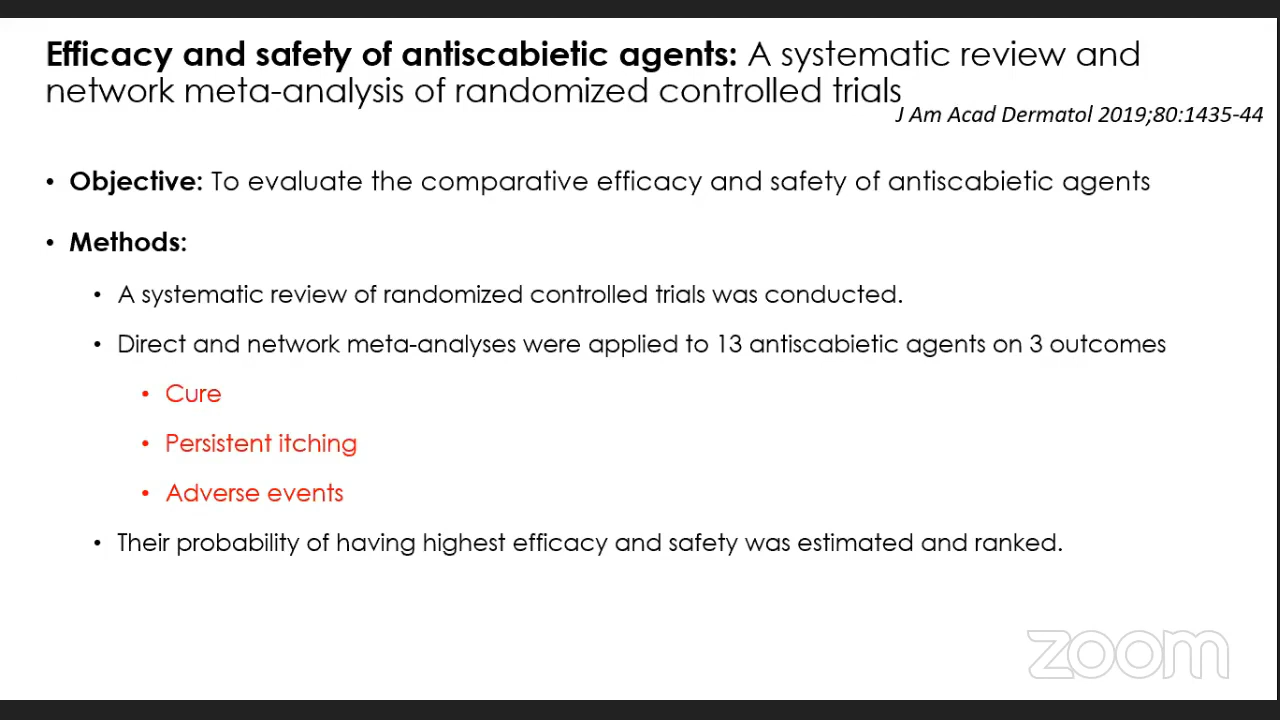 Efficacy and safety of antiscabietic agents: A systematic review and
network meta-analysis of randomized controlled trials
J Am Acad Dermatol 2019;80:1435-44
• Objective: To evaluate the comparative efficacy and safety of antiscabietic agents
• Methods:
• A systematic review of randomized controlled trials was conducted.
• Direct and network meta-analyses were applied to 13 antiscabietic agents on 3 outcomes
• Cure
• Persistent itching
• Adverse events
• Their probability of having highest efficacy and safety was estimated and ranked.
zoom